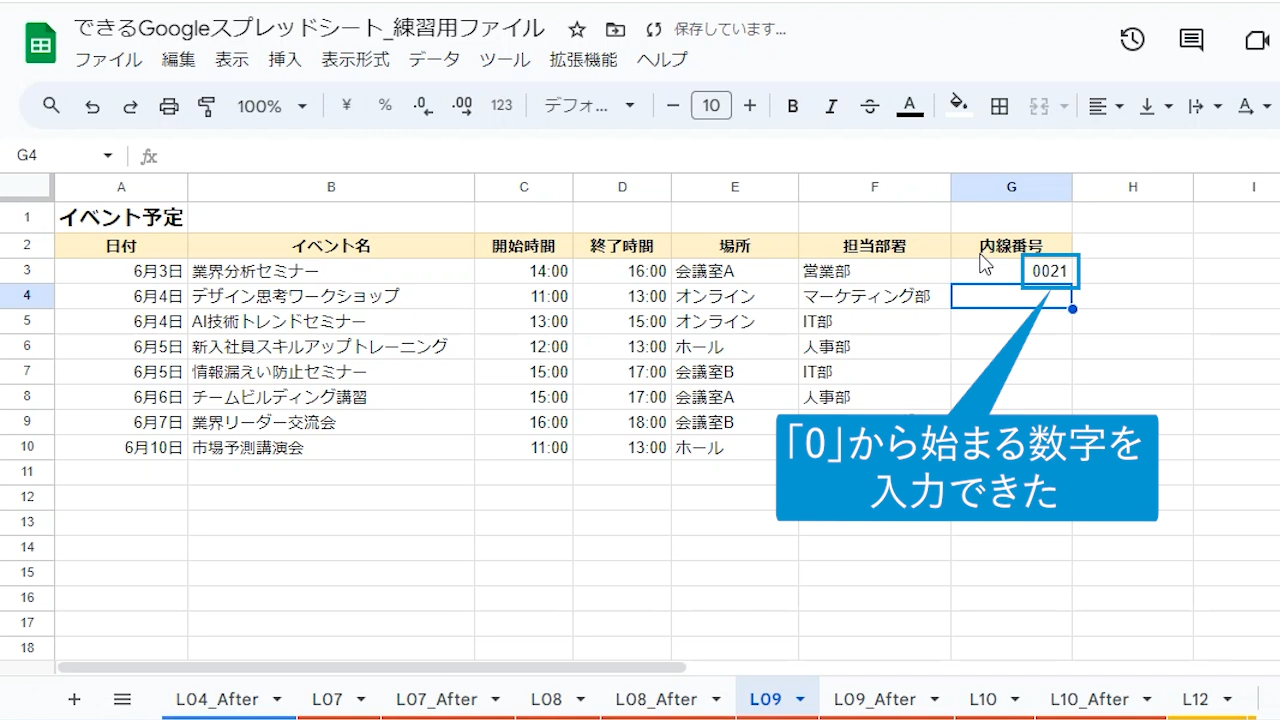 できるGoogleスプレッドシート_練習用ファイル 保存しています...
ファイル 編集 表示 挿入 表示形式 データ ツール 拡張機能 ヘルプ
100% ¥ % .0 .00 123 デフォ... − 10 + B I A
G4 fx
A B C D E F G H I
1 イベント予定
2 日付 イベント名 開始時間 終了時間 場所 担当部署 内線番号
3 6月3日 業界分析セミナー 14:00 16:00 会議室A 営業部 0021
4 6月4日 デザイン思考ワークショップ 11:00 13:00 オンライン マーケティング部
5 6月4日 AI技術トレンドセミナー 13:00 15:00 オンライン IT部
6 6月5日 新入社員スキルアップトレーニング 12:00 13:00 ホール 人事部
7 6月5日 情報漏えい防止セミナー 15:00 17:00 会議室B IT部
8 6月6日 チームビルディング講習 15:00 17:00 会議室A 人事部
9 6月7日 業界リーダー交流会 16:00 18:00 会議室B
10 6月10日 市場予測講演会 11:00 13:00 ホール
「0」から始まる数字を
入力できた
11
12
13
14
15
16
17
18
+ L04_After L07 L07_After L08 L08_After L09 L09_After L10 L10_After L12